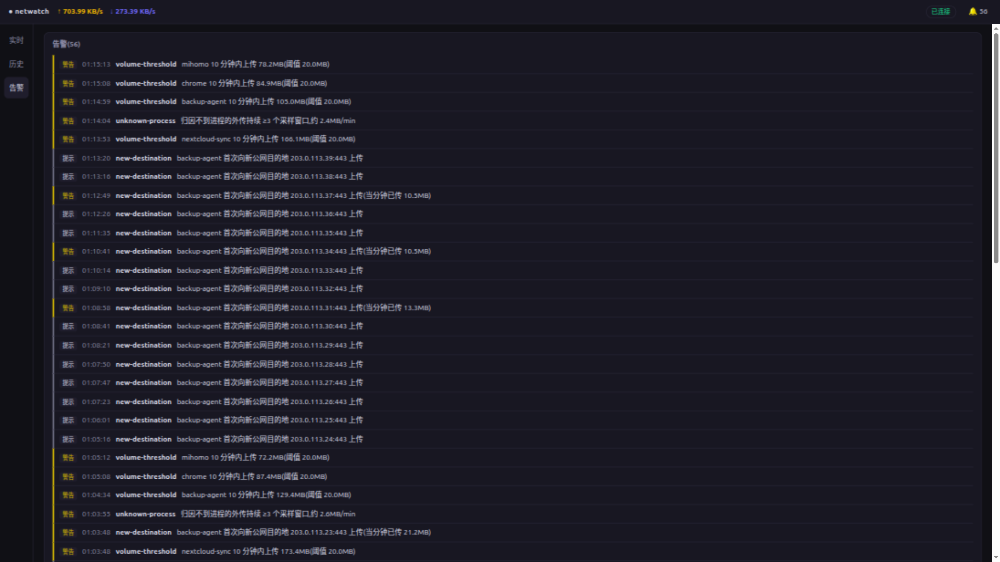 ● netwatch ↑ 703.99 KB/s ↓ 273.39 KB/s 已连接 🔔 56
实时
历史
告警
告警(56)
警告 01:15:13 volume-threshold mihomo 10 分钟内上传 78.2MB(阈值 20.0MB)
警告 01:15:08 volume-threshold chrome 10 分钟内上传 84.9MB(阈值 20.0MB)
警告 01:14:59 volume-threshold backup-agent 10 分钟内上传 105.0MB(阈值 20.0MB)
警告 01:14:04 unknown-process 归因不到进程的外传持续 ≥3 个采样窗口,约 2.4MB/min
警告 01:13:53 volume-threshold nextcloud-sync 10 分钟内上传 166.1MB(阈值 20.0MB)
提示 01:13:20 new-destination backup-agent 首次向新公网目的地 203.0.113.39:443 上传
提示 01:13:16 new-destination backup-agent 首次向新公网目的地 203.0.113.38:443 上传
警告 01:12:49 new-destination backup-agent 首次向新公网目的地 203.0.113.37:443 上传(当分钟已传 10.5MB)
提示 01:12:26 new-destination backup-agent 首次向新公网目的地 203.0.113.36:443 上传
提示 01:11:35 new-destination backup-agent 首次向新公网目的地 203.0.113.35:443 上传
警告 01:10:41 new-destination backup-agent 首次向新公网目的地 203.0.113.34:443 上传(当分钟已传 10.5MB)
提示 01:10:14 new-destination backup-agent 首次向新公网目的地 203.0.113.33:443 上传
提示 01:09:10 new-destination backup-agent 首次向新公网目的地 203.0.113.32:443 上传
警告 01:08:58 new-destination backup-agent 首次向新公网目的地 203.0.113.31:443 上传(当分钟已传 13.3MB)
提示 01:08:41 new-destination backup-agent 首次向新公网目的地 203.0.113.30:443 上传
提示 01:08:21 new-destination backup-agent 首次向新公网目的地 203.0.113.29:443 上传
提示 01:07:50 new-destination backup-agent 首次向新公网目的地 203.0.113.28:443 上传
提示 01:07:47 new-destination backup-agent 首次向新公网目的地 203.0.113.27:443 上传
提示 01:07:23 new-destination backup-agent 首次向新公网目的地 203.0.113.26:443 上传
提示 01:06:01 new-destination backup-agent 首次向新公网目的地 203.0.113.25:443 上传
提示 01:05:16 new-destination backup-agent 首次向新公网目的地 203.0.113.24:443 上传
警告 01:05:12 volume-threshold mihomo 10 分钟内上传 72.2MB(阈值 20.0MB)
警告 01:05:08 volume-threshold chrome 10 分钟内上传 87.4MB(阈值 20.0MB)
警告 01:04:34 volume-threshold backup-agent 10 分钟内上传 129.4MB(阈值 20.0MB)
警告 01:03:55 unknown-process 归因不到进程的外传持续 ≥3 个采样窗口,约 2.6MB/min
警告 01:03:48 new-destination backup-agent 首次向新公网目的地 203.0.113.23:443 上传(当分钟已传 21.2MB)
警告 01:03:48 volume-threshold nextcloud-sync 10 分钟内上传 173.4MB(阈值 20.0MB)